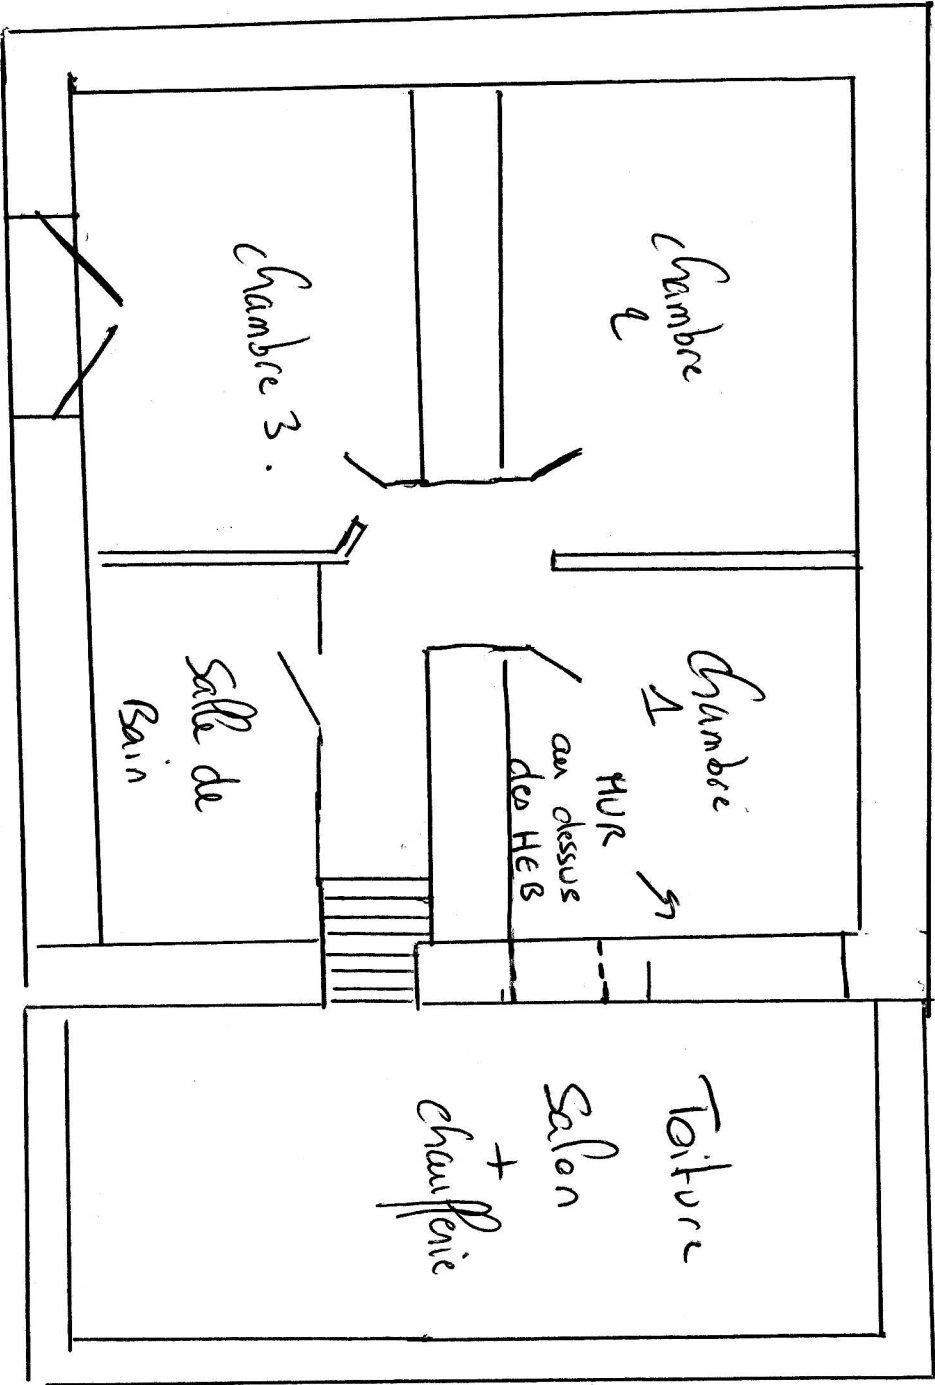 Chambre
2
Chambre 3.
Chambre
1
MUR
au dessus
des HEB
Salle de
Bain
Toiture
Salon
+
Chaufferie